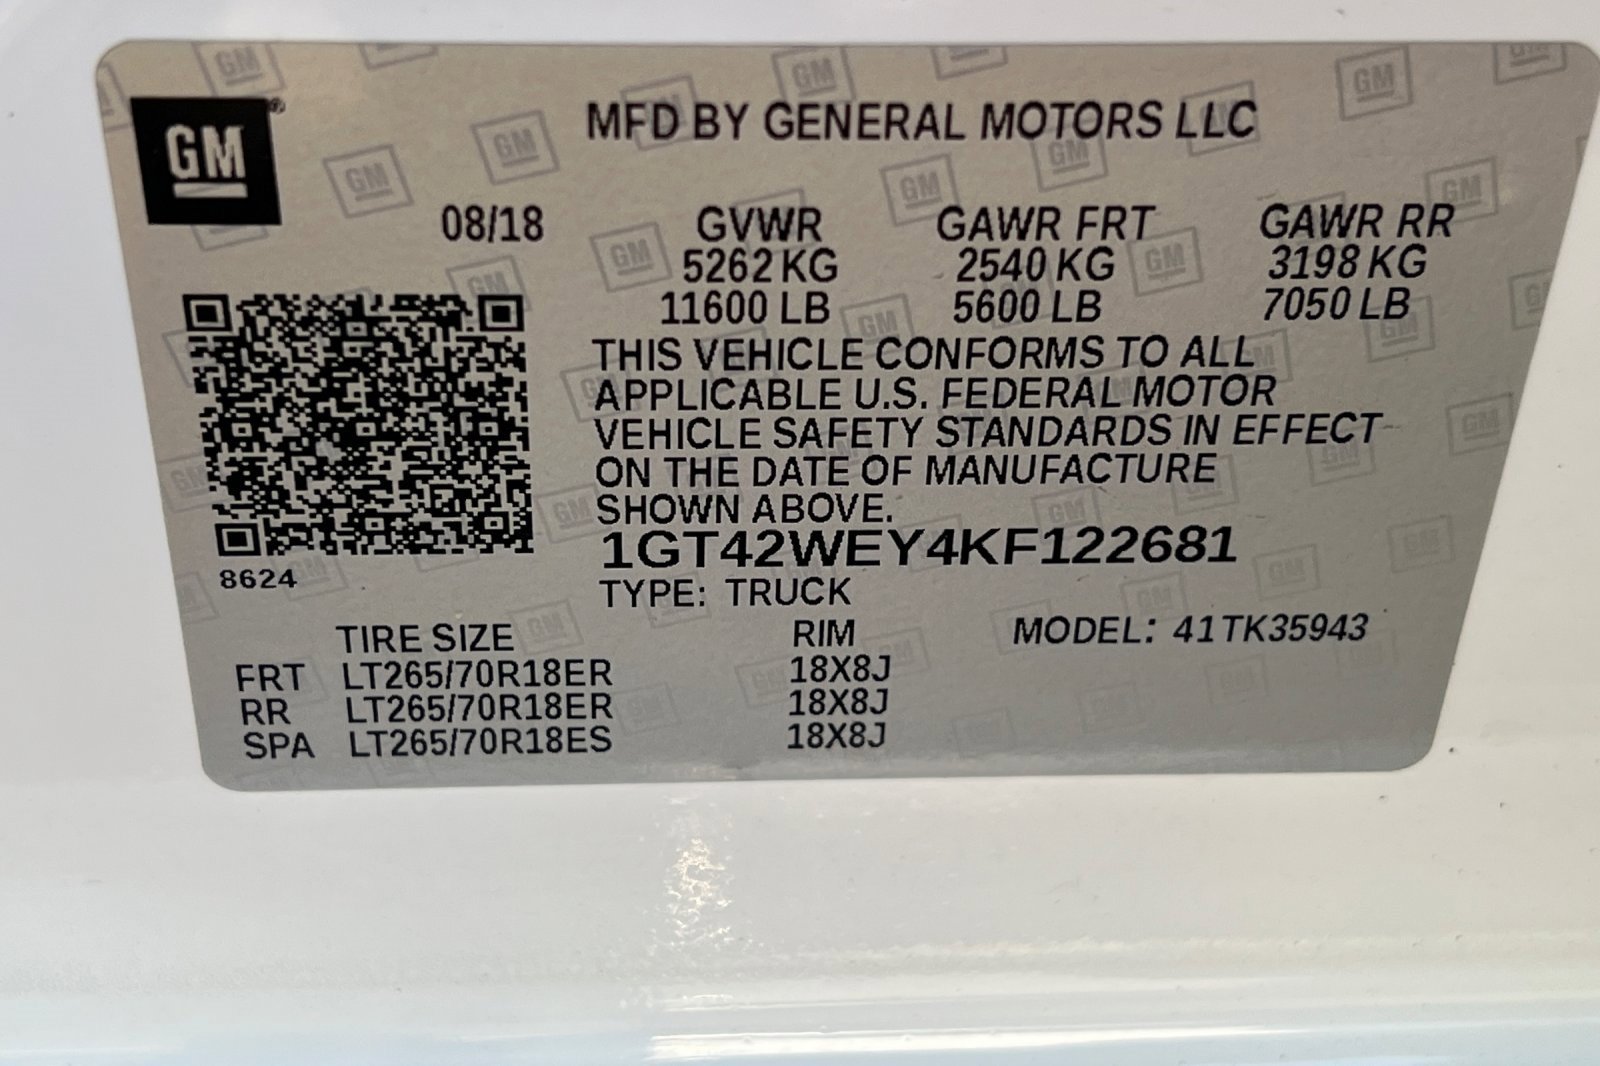 GM
MFD BY GENERAL MOTORS LLC
08/18 GVWR GAWR FRT GAWR RR
5262 KG 2540 KG 3198 KG
11600 LB 5600 LB 7050 LB
THIS VEHICLE CONFORMS TO ALL
APPLICABLE U.S. FEDERAL MOTOR
VEHICLE SAFETY STANDARDS IN EFFECT
ON THE DATE OF MANUFACTURE
SHOWN ABOVE.
1GT42WEY4KF122681
8624
TYPE: TRUCK
TIRE SIZE RIM MODEL: 41TK35943
FRT LT265/70R18ER 18X8J
RR LT265/70R18ER 18X8J
SPA LT265/70R18ES 18X8J